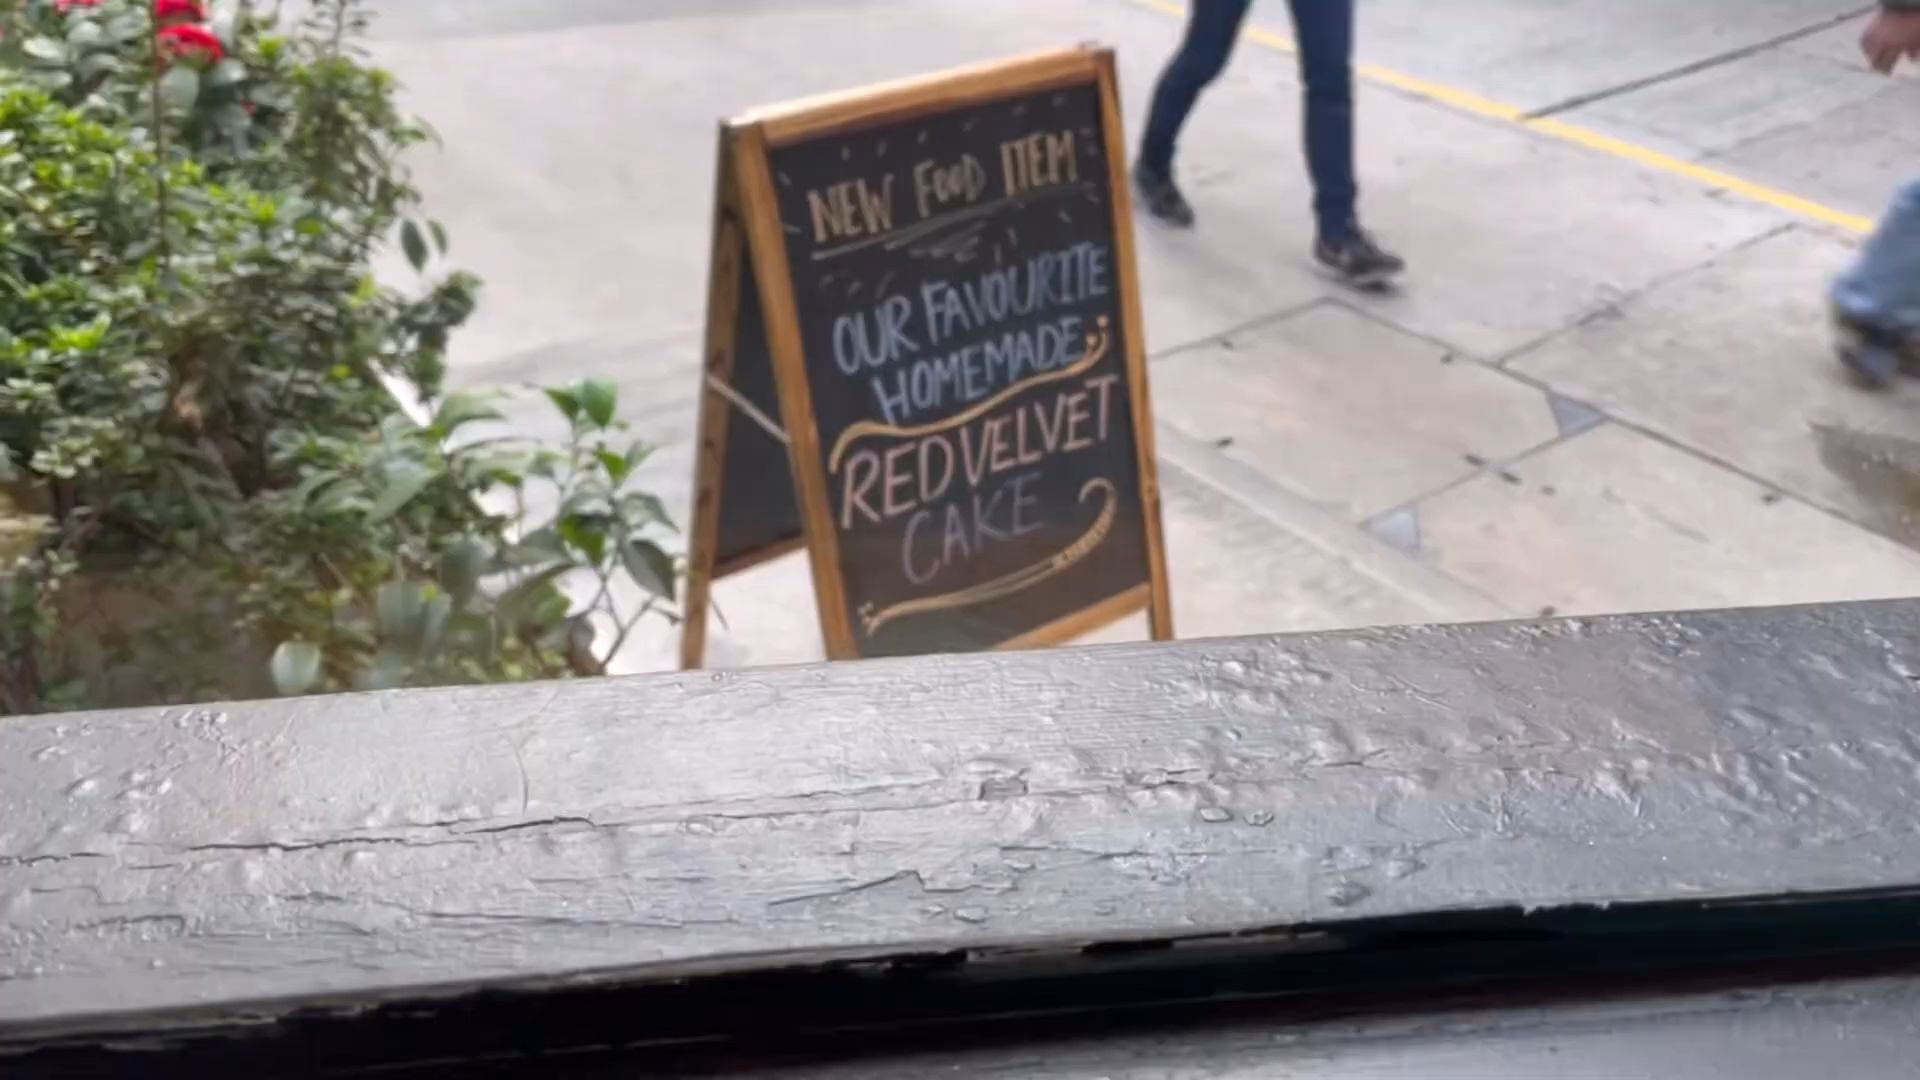 NEW FOOD ITEM
OUR FAVOURITE
HOMEMADE
RED VELVET
CAKE